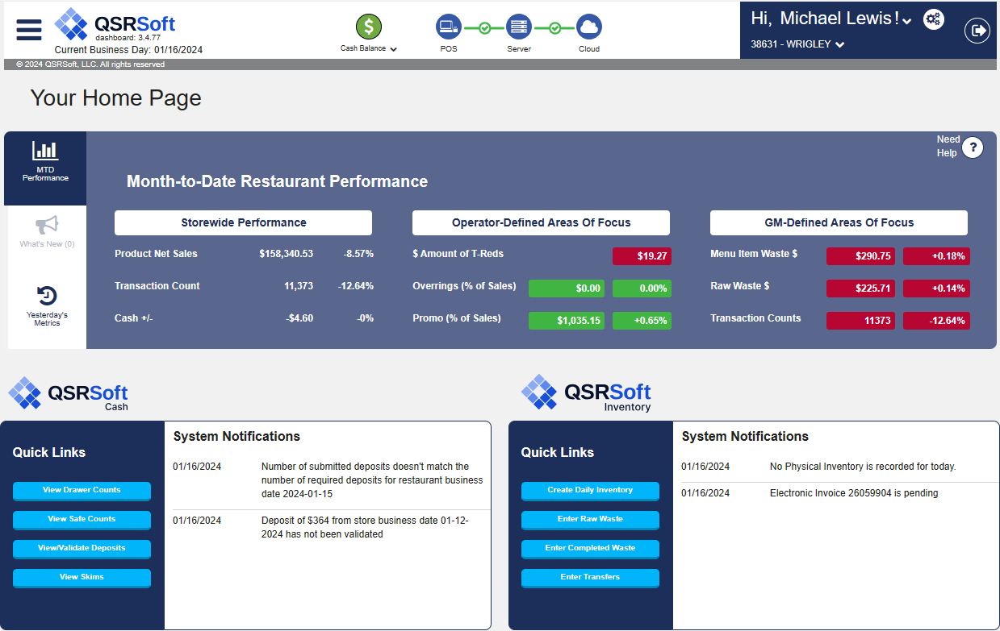 QSRSoft
dashboard: 3.4.77
Current Business Day: 01/16/2024
$
Cash Balance
POS
Server
Cloud
Hi, Michael Lewis!
38631 - WRIGLEY
© 2024 QSRSoft, LLC. All rights reserved
Your Home Page
MTD
Performance
What's New (0)
Yesterday's
Metrics
Need
Help
?
Month-to-Date Restaurant Performance
Storewide Performance
Product Net Sales $158,340.53 -8.57%
Transaction Count 11,373 -12.64%
Cash +/- -$4.60 -0%
Operator-Defined Areas Of Focus
$ Amount of T-Reds $19.27
Overrings (% of Sales) $0.00 0.00%
Promo (% of Sales) $1,035.15 +0.65%
GM-Defined Areas Of Focus
Menu Item Waste $ $290.75 +0.18%
Raw Waste $ $225.71 +0.14%
Transaction Counts 11373 -12.64%
QSRSoft
Cash
Quick Links
View Drawer Counts
View Safe Counts
View/Validate Deposits
View Skims
System Notifications
01/16/2024 Number of submitted deposits doesn't match the
number of required deposits for restaurant business
date 2024-01-15
01/16/2024 Deposit of $364 from store business date 01-12-
2024 has not been validated
QSRSoft
Inventory
Quick Links
Create Daily Inventory
Enter Raw Waste
Enter Completed Waste
Enter Transfers
System Notifications
01/16/2024 No Physical Inventory is recorded for today.
01/16/2024 Electronic Invoice 26059904 is pending